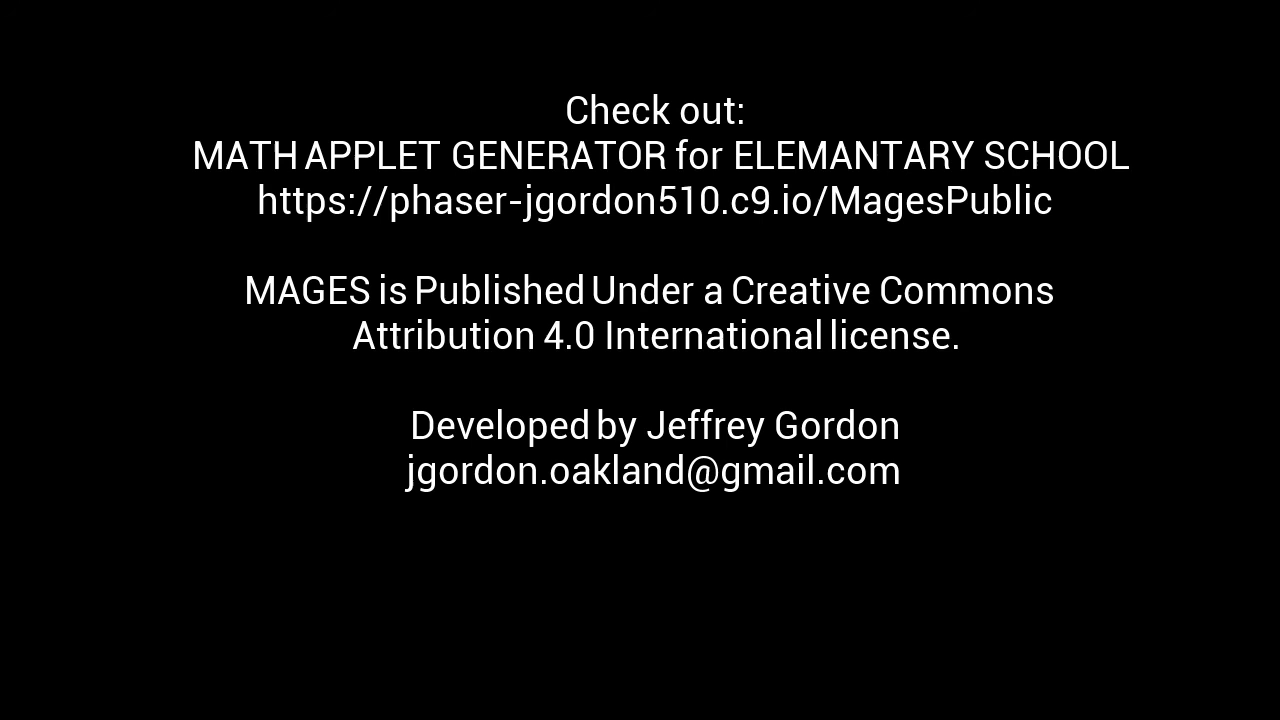 Check out:
MATH APPLET GENERATOR for ELEMANTARY SCHOOL
https://phaser-jgordon510.c9.io/MagesPublic
MAGES is Published Under a Creative Commons
Attribution 4.0 International license.
Developed by Jeffrey Gordon
jgordon.oakland@gmail.com